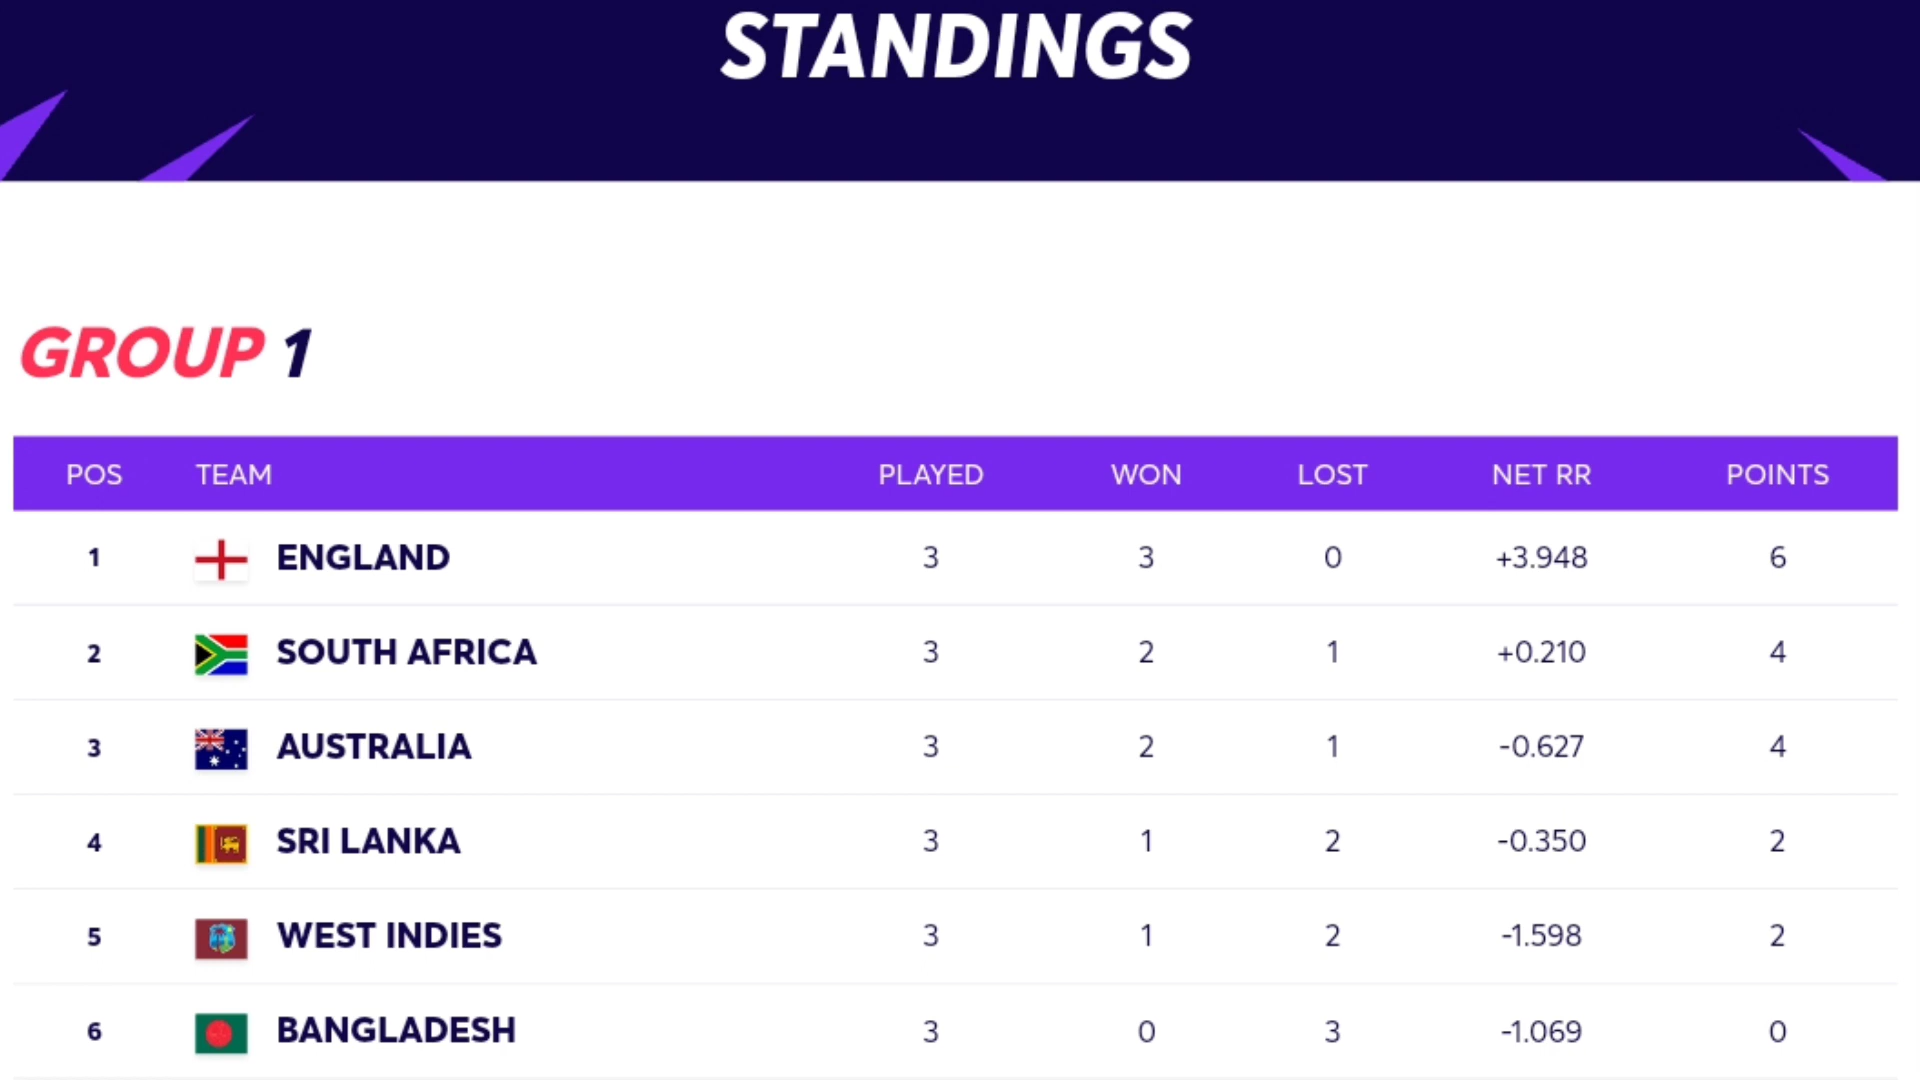 STANDINGS
GROUP 1
POS TEAM PLAYED WON LOST NET RR POINTS
1 ENGLAND 3 3 0 +3.948 6
2 SOUTH AFRICA 3 2 1 +0.210 4
3 AUSTRALIA 3 2 1 -0.627 4
4 SRI LANKA 3 1 2 -0.350 2
5 WEST INDIES 3 1 2 -1.598 2
6 BANGLADESH 3 0 3 -1.069 0